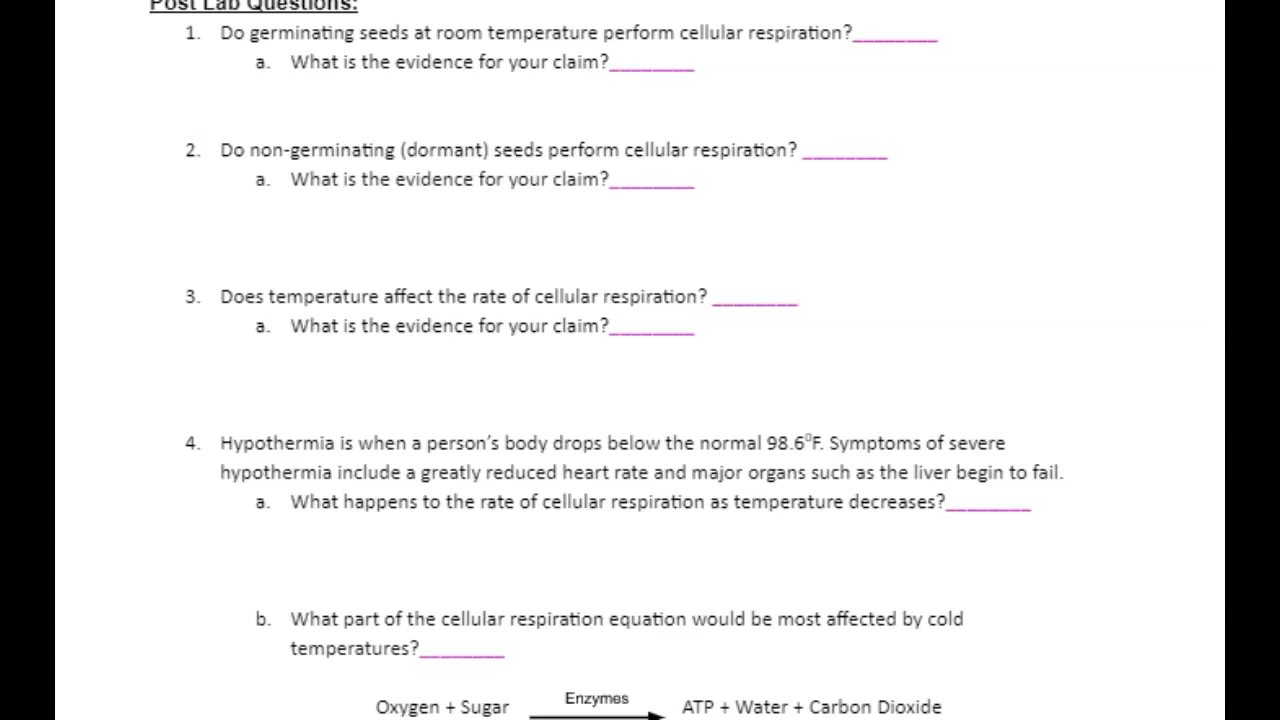 Post Lab Questions:
1. Do germinating seeds at room temperature perform cellular respiration?________
a. What is the evidence for your claim?________
2. Do non-germinating (dormant) seeds perform cellular respiration? ________
a. What is the evidence for your claim?________
3. Does temperature affect the rate of cellular respiration? ________
a. What is the evidence for your claim?________
4. Hypothermia is when a person’s body drops below the normal 98.6⁰F. Symptoms of severe
hypothermia include a greatly reduced heart rate and major organs such as the liver begin to fail.
a. What happens to the rate of cellular respiration as temperature decreases?________
b. What part of the cellular respiration equation would be most affected by cold
temperatures?________
Enzymes
Oxygen + Sugar ATP + Water + Carbon Dioxide